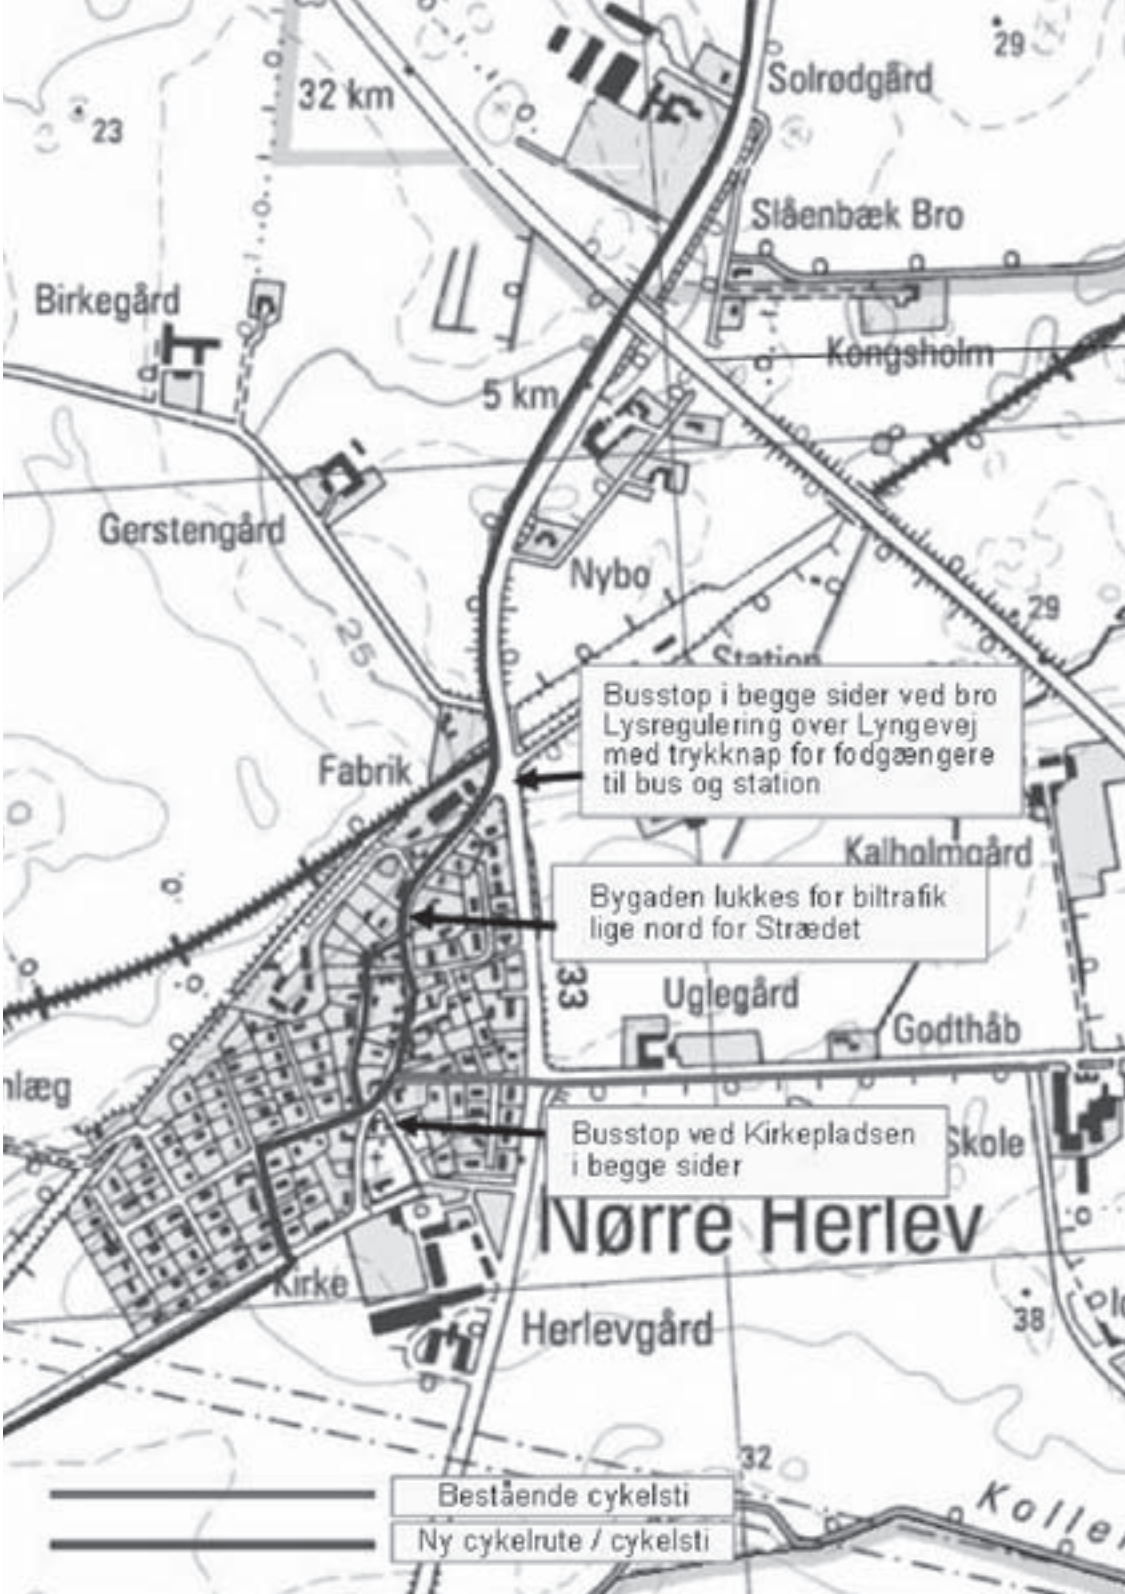 29
Solrødgård
32 km
23
Slåenbæk Bro
Birkegård
Kongsholm
5 km
Gerstengård
Nybo
29
25
Station
Busstop i begge sider ved bro
Lysregulering over Lyngevej
med trykknap for fodgængere
til bus og station
Fabrik
Kalholmgård
Bygaden lukkes for biltrafik
lige nord for Strædet
33
Uglegård
Godthåb
nlæg
Busstop ved Kirkepladsen
i begge sider
Skole
Nørre Herlev
Kirke
38
Herlevgård
32
Bestående cykelsti
Koller
Ny cykelrute / cykelsti